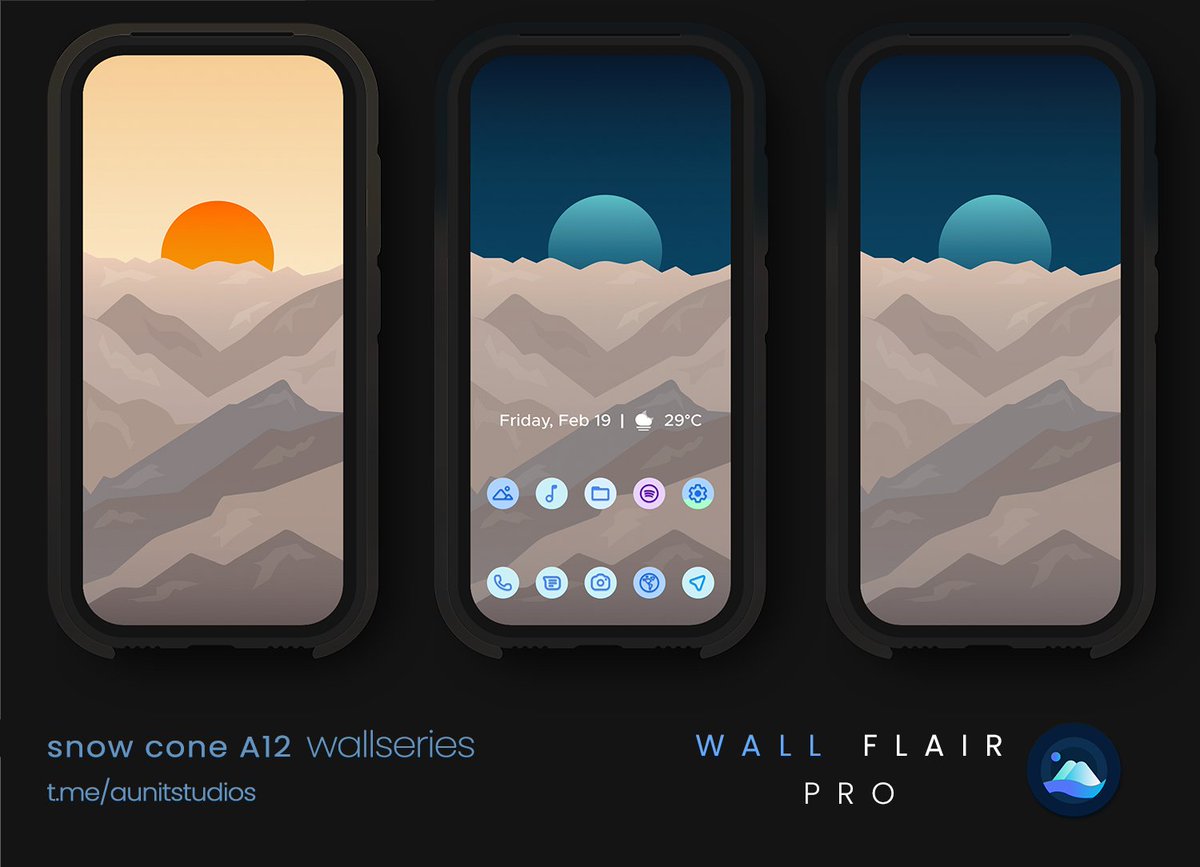 Friday, Feb 19 | 29°C
snow cone A12 wallseries
t.me/aunitstudios
WALL FLAIR
PRO